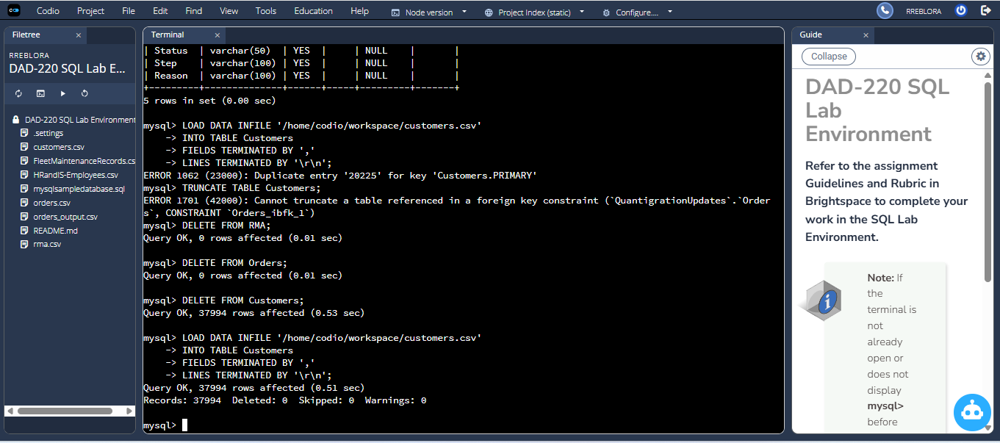 Codio Project File Edit Find View Tools Education Help Node version Project Index (static) Configure.... RREBLORA
Filetree ×
RREBLORA
DAD-220 SQL Lab E...
DAD-220 SQL Lab Environment
.settings
customers.csv
FleetMaintenanceRecords.cs
HRandIS-Employees.csv
mysqlsampledatabase.sql
orders.csv
orders_output.csv
README.md
rma.csv
Terminal ×
| Status  | varchar(50)  | YES  |     | NULL    |       |
| Step    | varchar(100) | YES  |     | NULL    |       |
| Reason  | varchar(100) | YES  |     | NULL    |       |
+---------+--------------+------+-----+---------+-------+
5 rows in set (0.00 sec)
mysql> LOAD DATA INFILE '/home/codio/workspace/customers.csv'
    -> INTO TABLE Customers
    -> FIELDS TERMINATED BY ','
    -> LINES TERMINATED BY '\r\n';
ERROR 1062 (23000): Duplicate entry '20225' for key 'Customers.PRIMARY'
mysql> TRUNCATE TABLE Customers;
ERROR 1701 (42000): Cannot truncate a table referenced in a foreign key constraint (`QuantigrationUpdates`.`Order
s`, CONSTRAINT `Orders_ibfk_1`)
mysql> DELETE FROM RMA;
Query OK, 0 rows affected (0.01 sec)
mysql> DELETE FROM Orders;
Query OK, 0 rows affected (0.01 sec)
mysql> DELETE FROM Customers;
Query OK, 37994 rows affected (0.53 sec)
mysql> LOAD DATA INFILE '/home/codio/workspace/customers.csv'
    -> INTO TABLE Customers
    -> FIELDS TERMINATED BY ','
    -> LINES TERMINATED BY '\r\n';
Query OK, 37994 rows affected (0.51 sec)
Records: 37994  Deleted: 0  Skipped: 0  Warnings: 0
mysql>
Guide ×
Collapse
DAD-220 SQL
Lab
Environment
Refer to the assignment
Guidelines and Rubric in
Brightspace to complete your
work in the SQL Lab
Environment.
Note: If
the
terminal is
not
already
open or
does not
display
mysql>
before